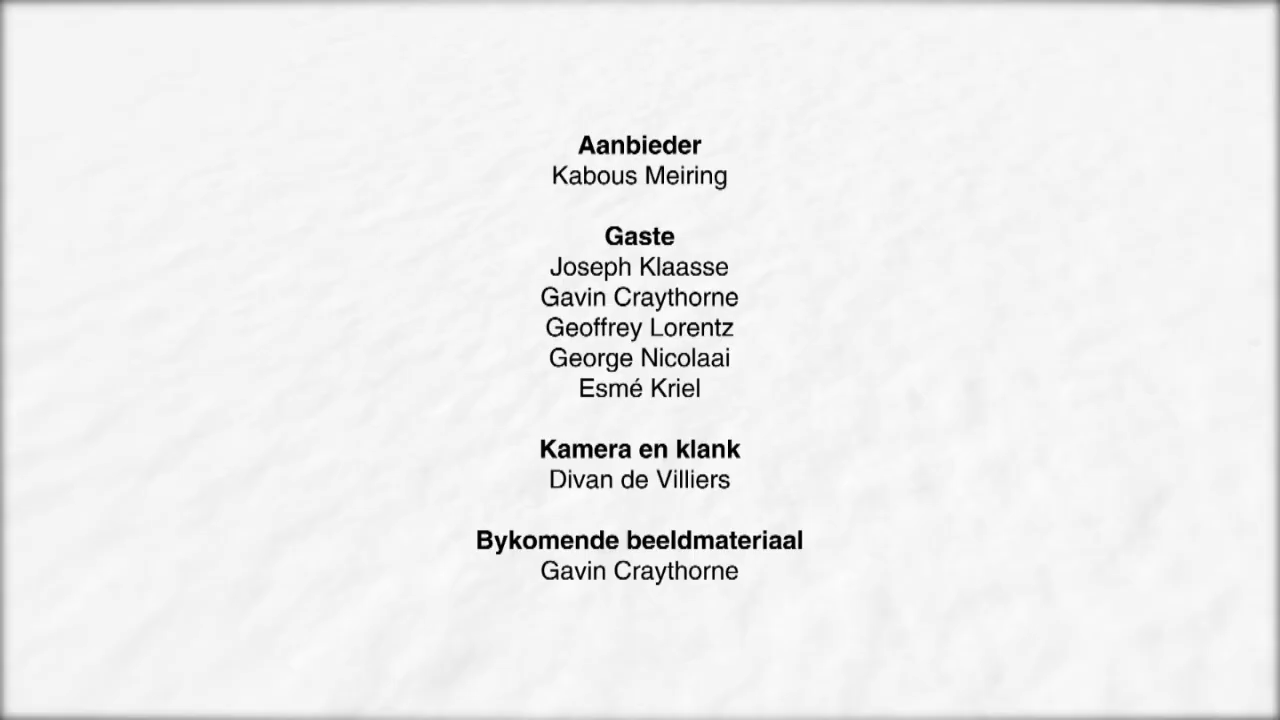 Aanbieder
Kabous Meiring
Gaste
Joseph Klaasse
Gavin Craythorne
Geoffrey Lorentz
George Nicolaai
Esmé Kriel
Kamera en klank
Divan de Villiers
Bykomende beeldmateriaal
Gavin Craythorne